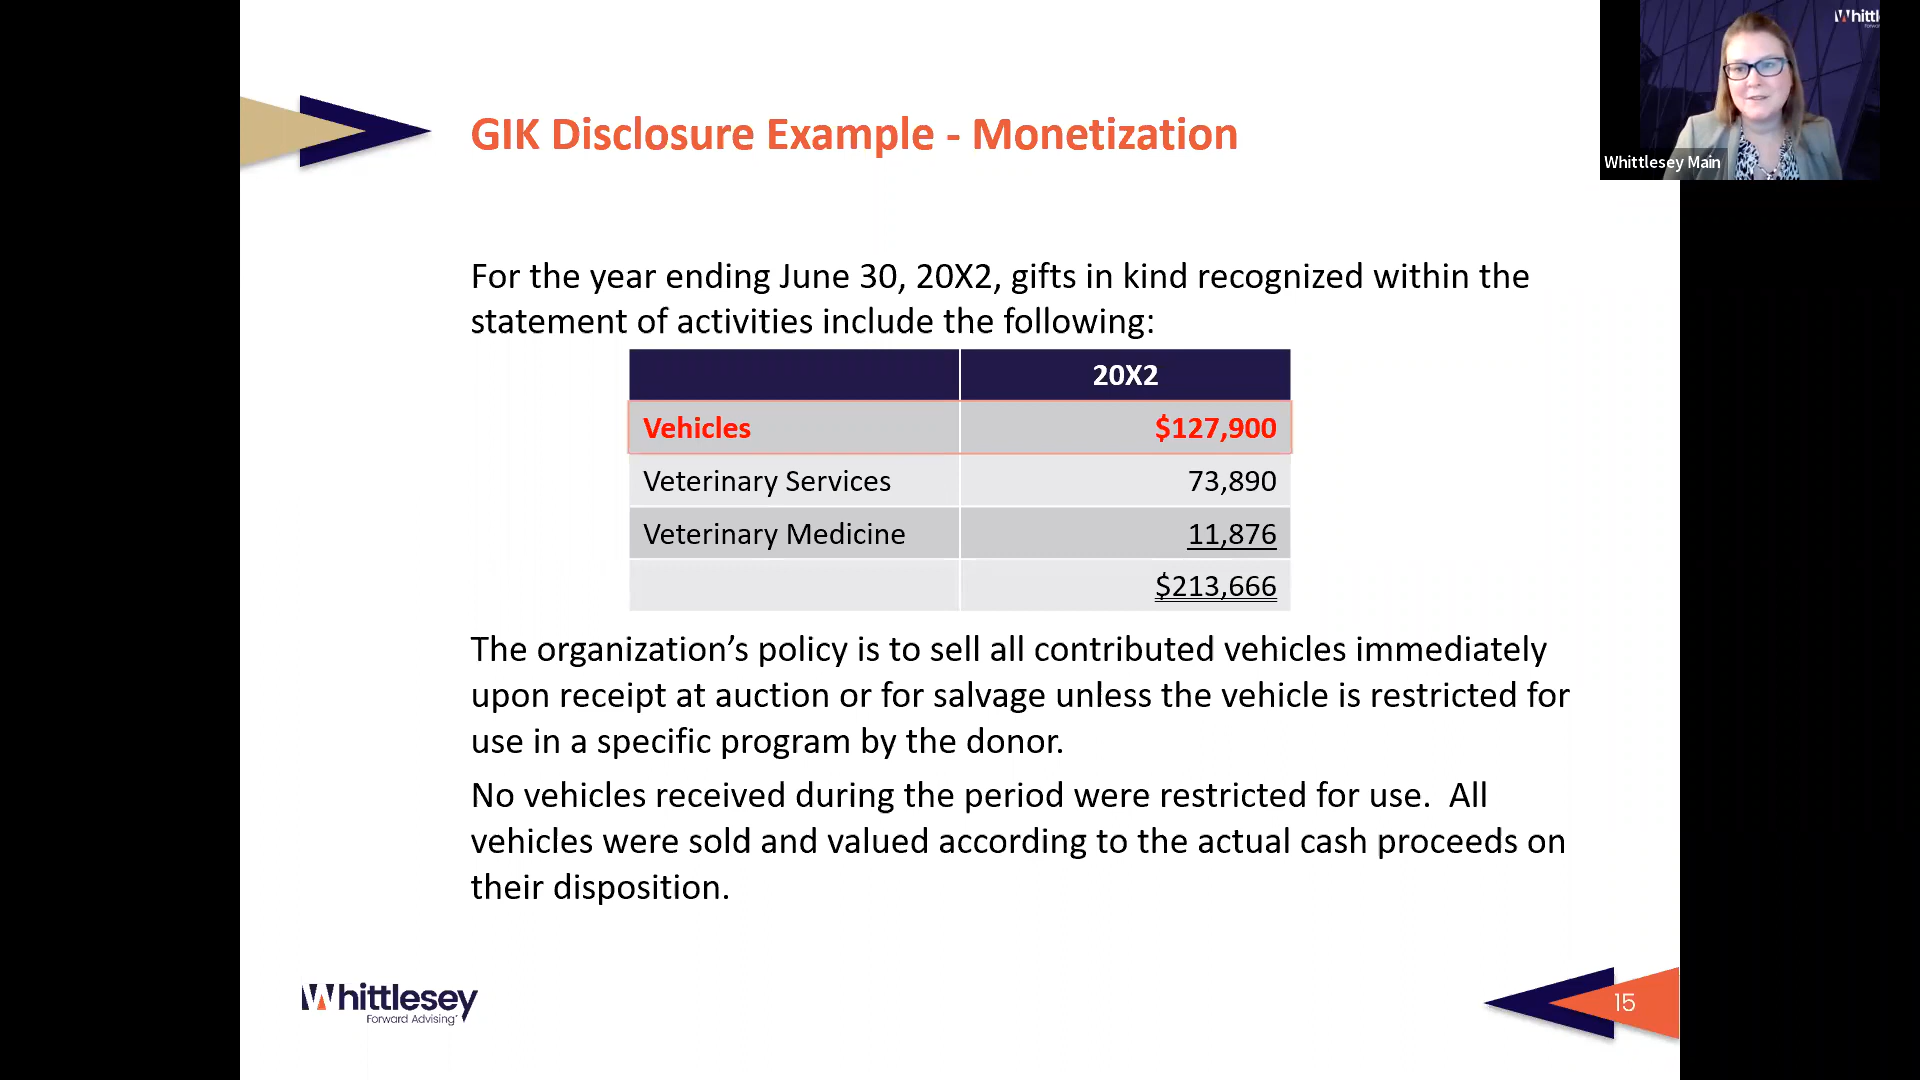 Whittl
Whittlesey Main
GIK Disclosure Example - Monetization
For the year ending June 30, 20X2, gifts in kind recognized within the
statement of activities include the following:
20X2
Vehicles $127,900
Veterinary Services 73,890
Veterinary Medicine 11,876
$213,666
The organization’s policy is to sell all contributed vehicles immediately
upon receipt at auction or for salvage unless the vehicle is restricted for
use in a specific program by the donor.
No vehicles received during the period were restricted for use.  All
vehicles were sold and valued according to the actual cash proceeds on
their disposition.
Whittlesey
Forward Advising
15